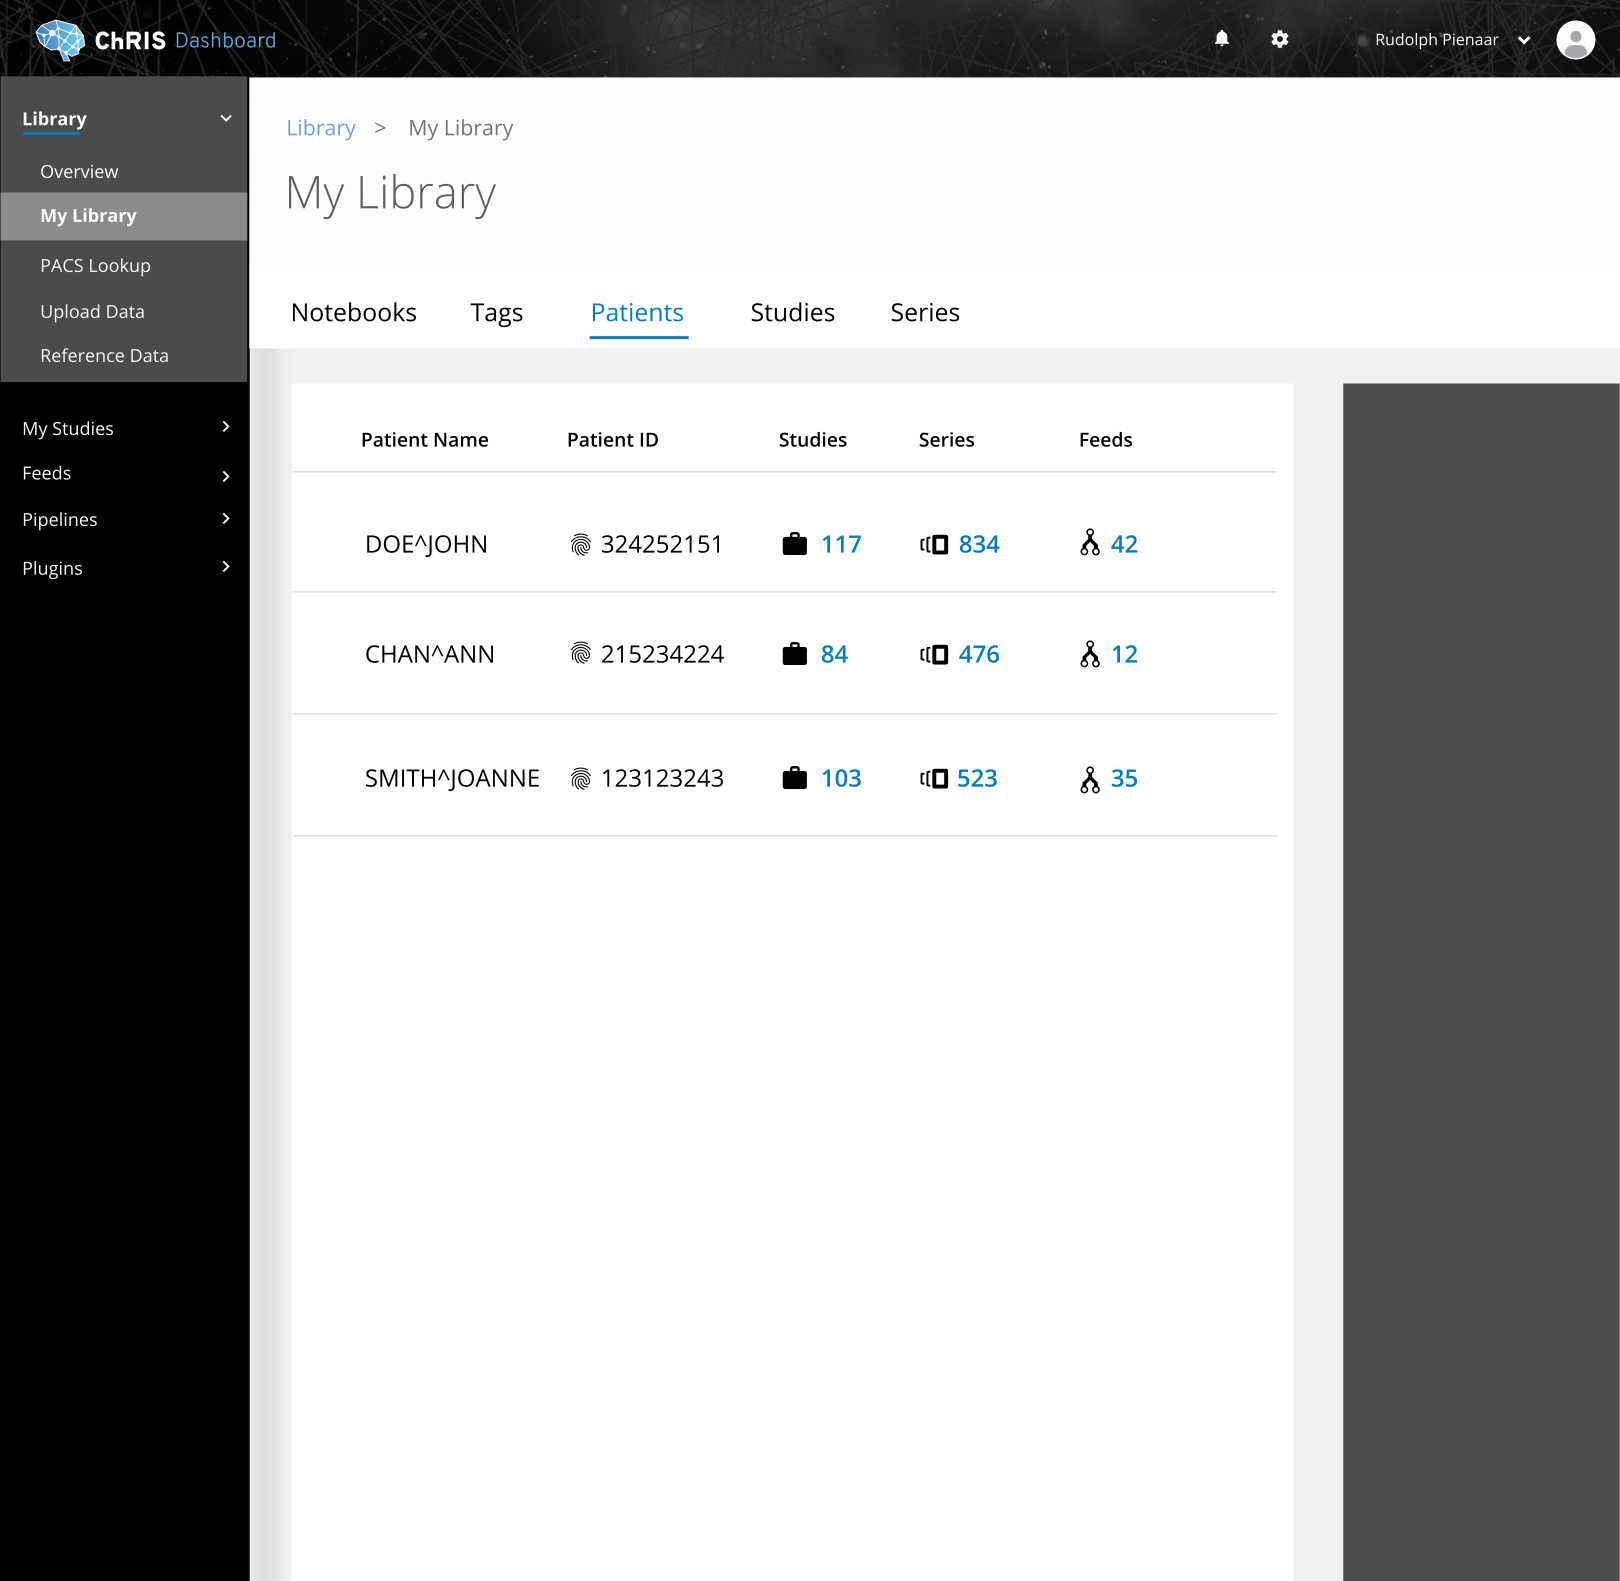 ChRIS Dashboard
Rudolph Pienaar
Library
Overview
My Library
PACS Lookup
Upload Data
Reference Data
My Studies
Feeds
Pipelines
Plugins
Library > My Library
My Library
Notebooks Tags Patients Studies Series
Patient Name Patient ID Studies Series Feeds
DOE^JOHN 324252151 117 834 42
CHAN^ANN 215234224 84 476 12
SMITH^JOANNE 123123243 103 523 35